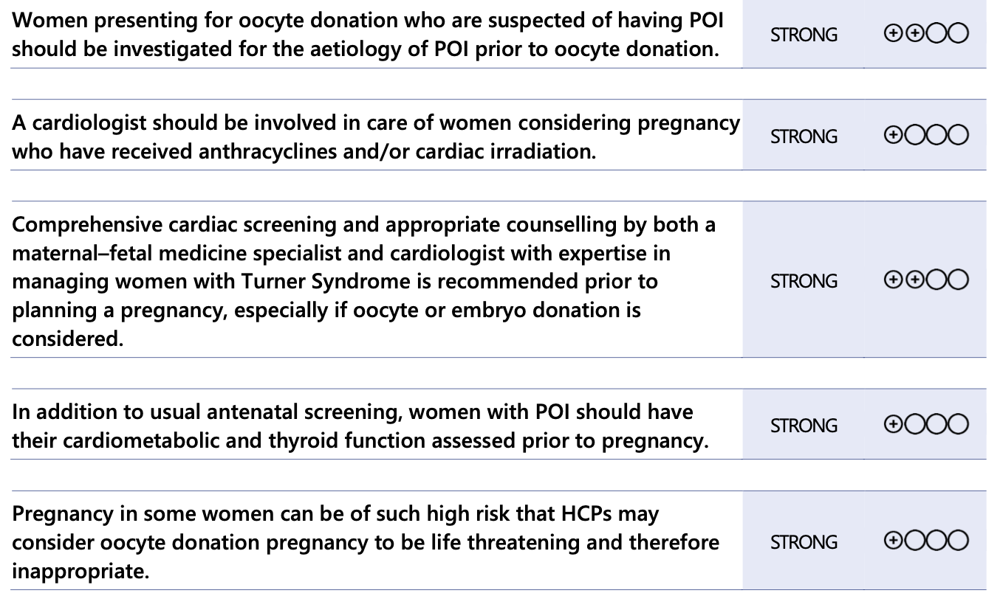 Women presenting for oocyte donation who are suspected of having POI
should be investigated for the aetiology of POI prior to oocyte donation.
STRONG ⊕⊕○○
A cardiologist should be involved in care of women considering pregnancy
who have received anthracyclines and/or cardiac irradiation.
STRONG ⊕○○○
Comprehensive cardiac screening and appropriate counselling by both a
maternal–fetal medicine specialist and cardiologist with expertise in
managing women with Turner Syndrome is recommended prior to
planning a pregnancy, especially if oocyte or embryo donation is
considered.
STRONG ⊕⊕○○
In addition to usual antenatal screening, women with POI should have
their cardiometabolic and thyroid function assessed prior to pregnancy.
STRONG ⊕○○○
Pregnancy in some women can be of such high risk that HCPs may
consider oocyte donation pregnancy to be life threatening and therefore
inappropriate.
STRONG ⊕○○○